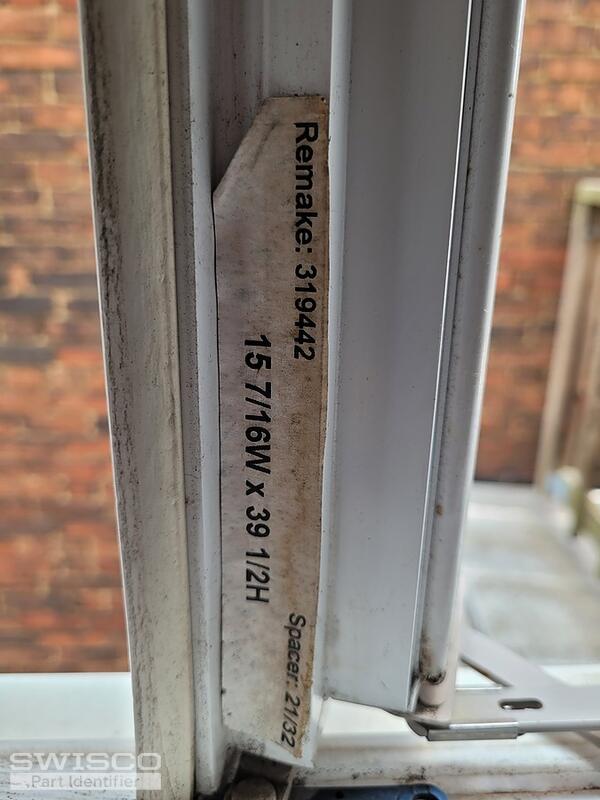 Remake: 319442
15 7/16W x 39 1/2H
Spacer: 21/32
SWISCO
Part Identifier